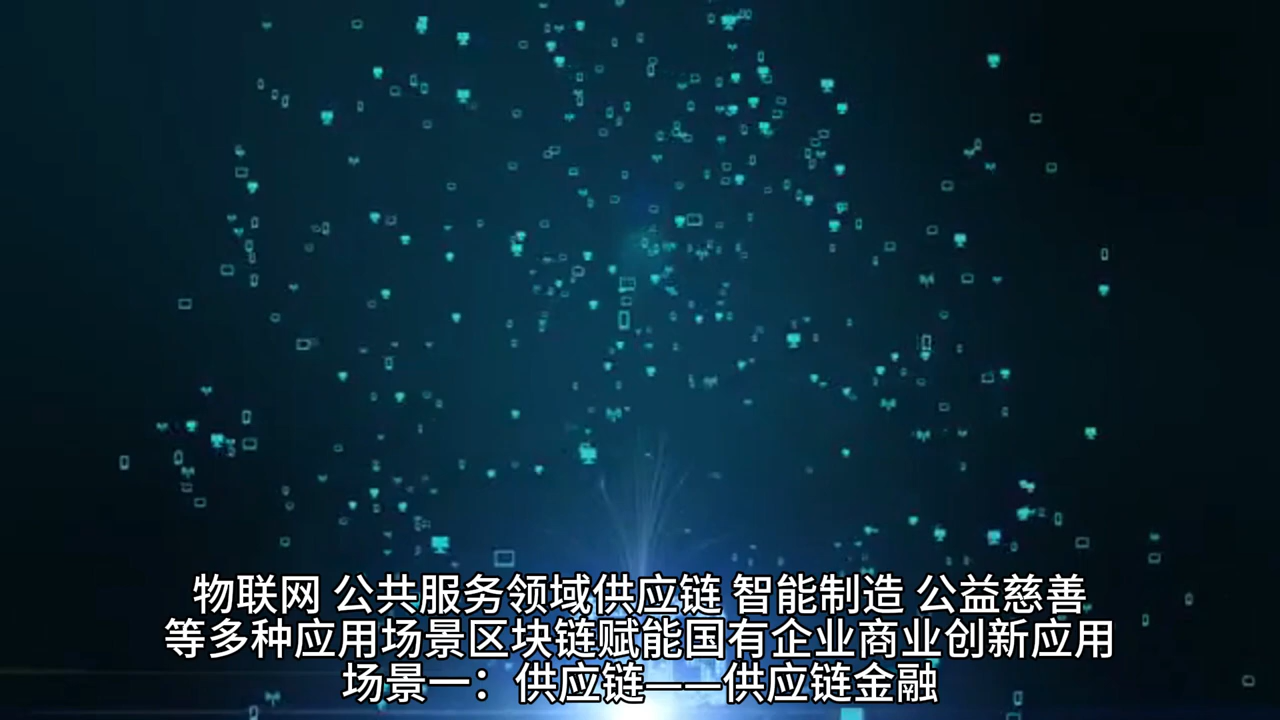 物联网 公共服务领域供应链 智能制造 公益慈善
等多种应用场景区块链赋能国有企业商业创新应用
场景一：供应链——供应链金融